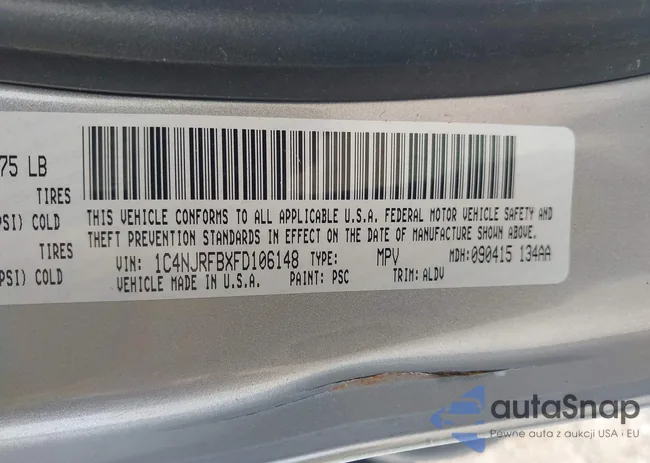 75 LB
TIRES
PSI) COLD
TIRES
PSI) COLD
THIS VEHICLE CONFORMS TO ALL APPLICABLE U.S.A. FEDERAL MOTOR VEHICLE SAFETY AND
THEFT PREVENTION STANDARDS IN EFFECT ON THE DATE OF MANUFACTURE SHOWN ABOVE.
VIN: 1C4NJRFBXFD106148 TYPE: MPV MDH: 090415 134AA
VEHICLE MADE IN U.S.A. PAINT: PSC TRIM: ALDV
autoSnap
Pewne auta z aukcji USA i EU